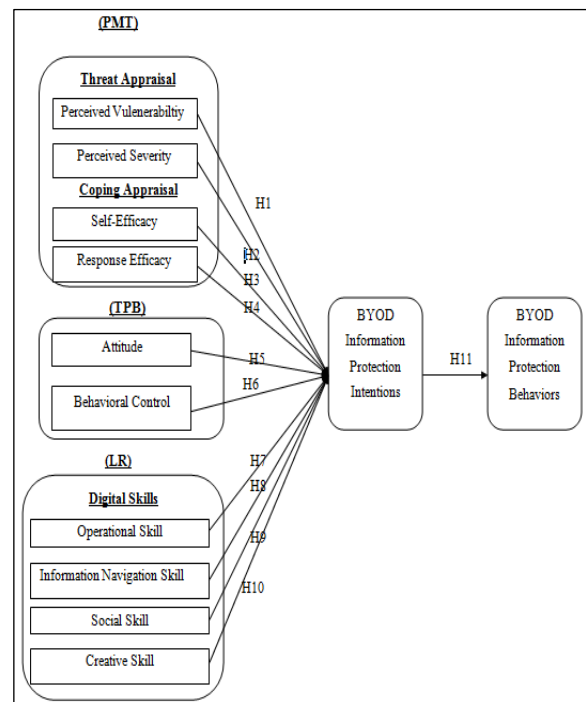 (PMT)
Threat Appraisal
Perceived Vulenerabiltiy
Perceived Severity
Coping Appraisal
Self-Efficacy
Response Efficacy
H1
H2
H3
H4
(TPB)
Attitude
Behavioral Control
H5
H6
BYOD
Information
Protection
Intentions
H11
BYOD
Information
Protection
Behaviors
(LR)
Digital Skills
Operational Skill
Information Navigation Skill
Social Skill
Creative Skill
H7
H8
H9
H10